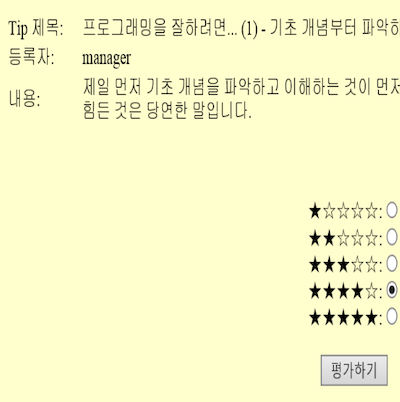 Tip 제목: 프로그래밍을 잘하려면... (1) - 기초 개념부터 파악하
등록자: manager
내용: 제일 먼저 기초 개념을 파악하고 이해하는 것이 먼저
힘든 것은 당연한 말입니다.
★☆☆☆☆:
★★☆☆☆:
★★★☆☆:
★★★★☆:
★★★★★:
평가하기